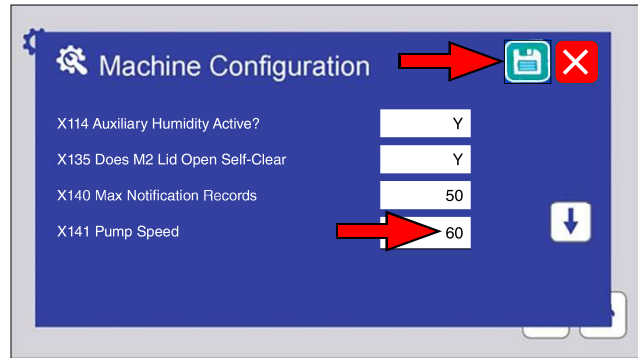 Machine Configuration
X114 Auxiliary Humidity Active? Y
X135 Does M2 Lid Open Self-Clear Y
X140 Max Notification Records 50
X141 Pump Speed 60